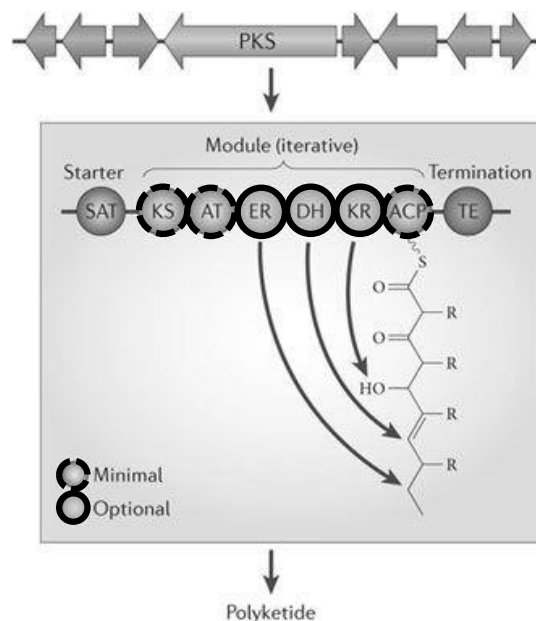 PKS
Module (iterative)
Starter
Termination
SAT KS AT ER DH KR ACP TE
S
O
R
O
R
HO
R
R
Minimal
Optional
Polyketide